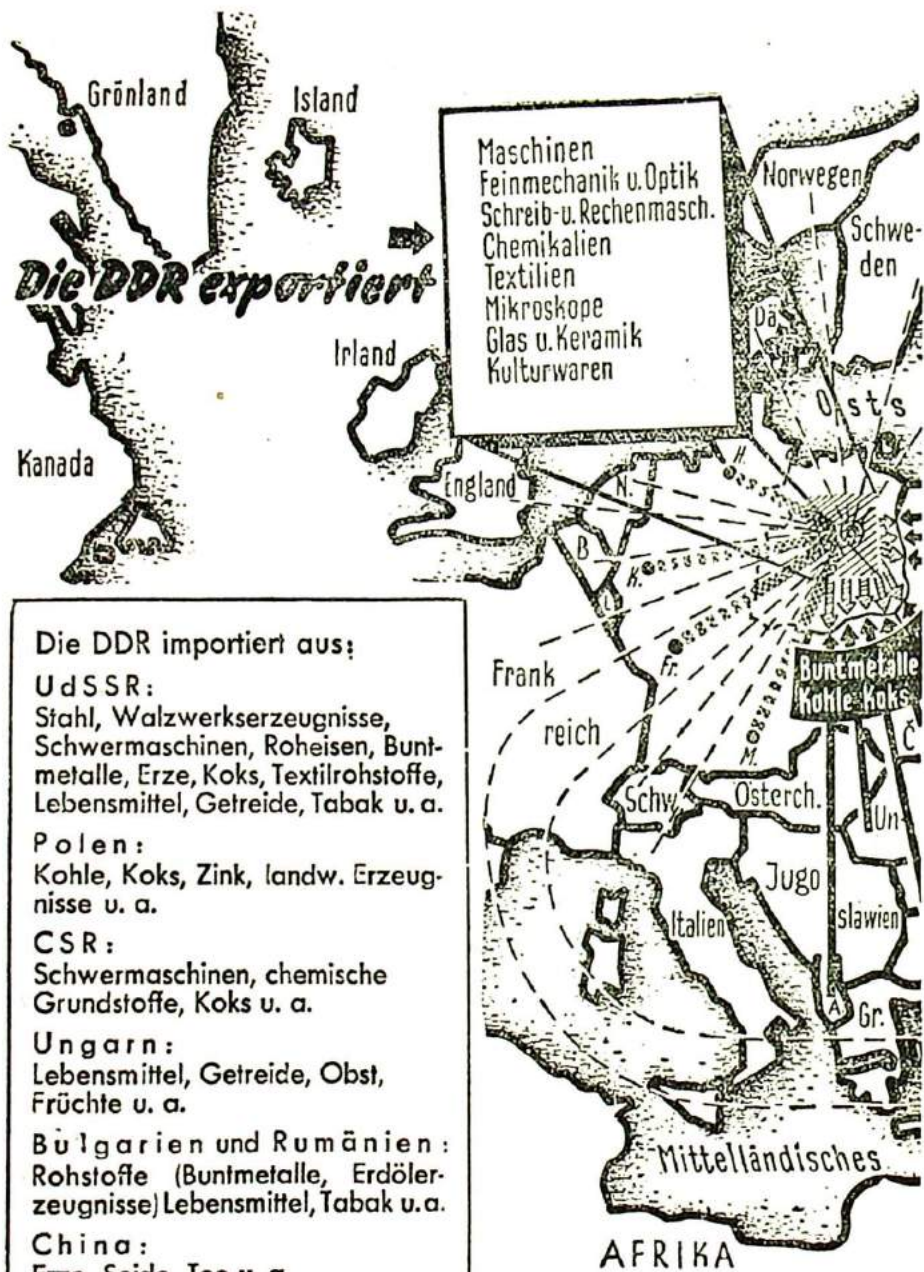 Grönland
Island
Die DDR exportiert
Maschinen
Feinmechanik u. Optik
Schreib- u. Rechenmasch.
Chemikalien
Textilien
Mikroskope
Glas u. Keramik
Kulturwaren
Norwegen
Schwe-
den
Dä
Irland
Osts
Kanada
England
N.
H.
B
K.
L
Fr.
Frank
reich
M.
Buntmetalle
Kohle-Koks
Schw.
Österch.
Č
Un
Jugo
slawien
Italien
A
Gr.
Mittelländisches
AFRIKA
Die DDR importiert aus:
UdSSR:
Stahl, Walzwerkserzeugnisse,
Schwermaschinen, Roheisen, Bunt-
metalle, Erze, Koks, Textilrohstoffe,
Lebensmittel, Getreide, Tabak u. a.
Polen:
Kohle, Koks, Zink, landw. Erzeug-
nisse u. a.
CSR:
Schwermaschinen, chemische
Grundstoffe, Koks u. a.
Ungarn:
Lebensmittel, Getreide, Obst,
Früchte u. a.
Bulgarien und Rumänien:
Rohstoffe (Buntmetalle, Erdöler-
zeugnisse) Lebensmittel, Tabak u. a.
China:
Erze, Seide, Tee u. a.